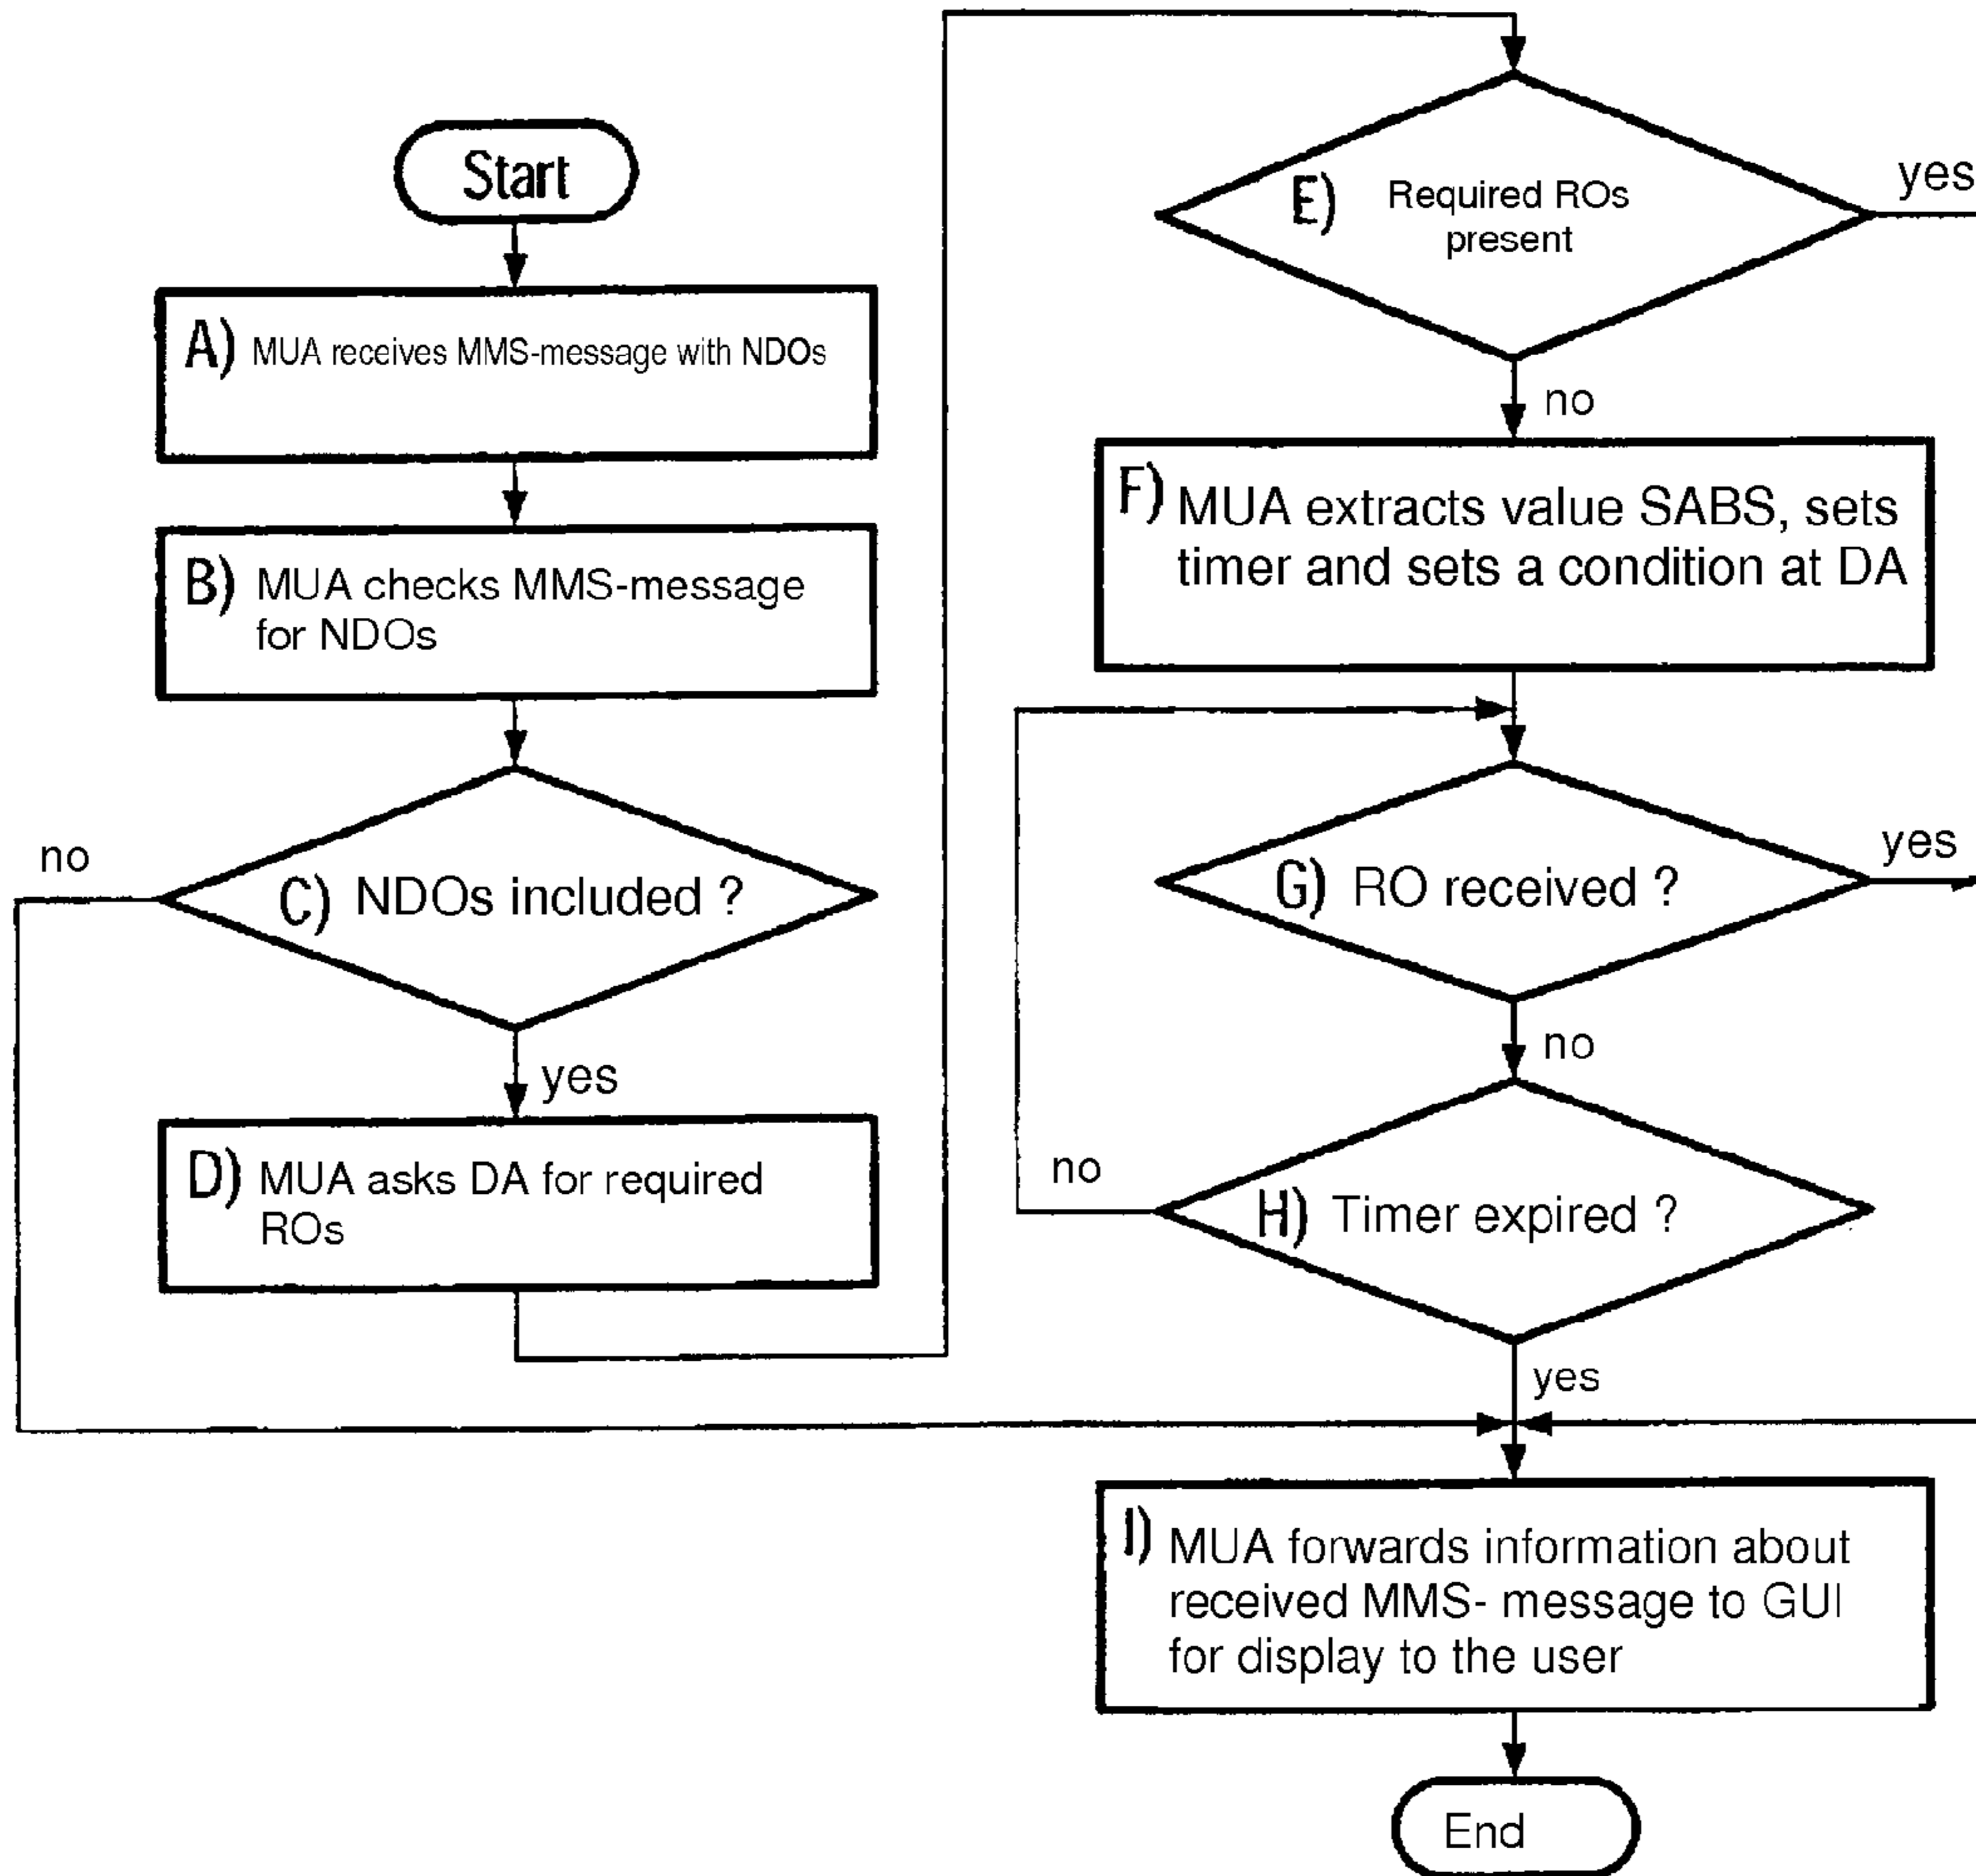 Start
A) MUA receives MMS-message with NDOs
B) MUA checks MMS-message
for NDOs
no
C) NDOs included ?
yes
D) MUA asks DA for required
ROs
E) Required ROs
present
yes
no
F) MUA extracts value SABS, sets
timer and sets a condition at DA
G) RO received ?
yes
no
no
H) Timer expired ?
yes
I) MUA forwards information about
received MMS- message to GUI
for display to the user
End